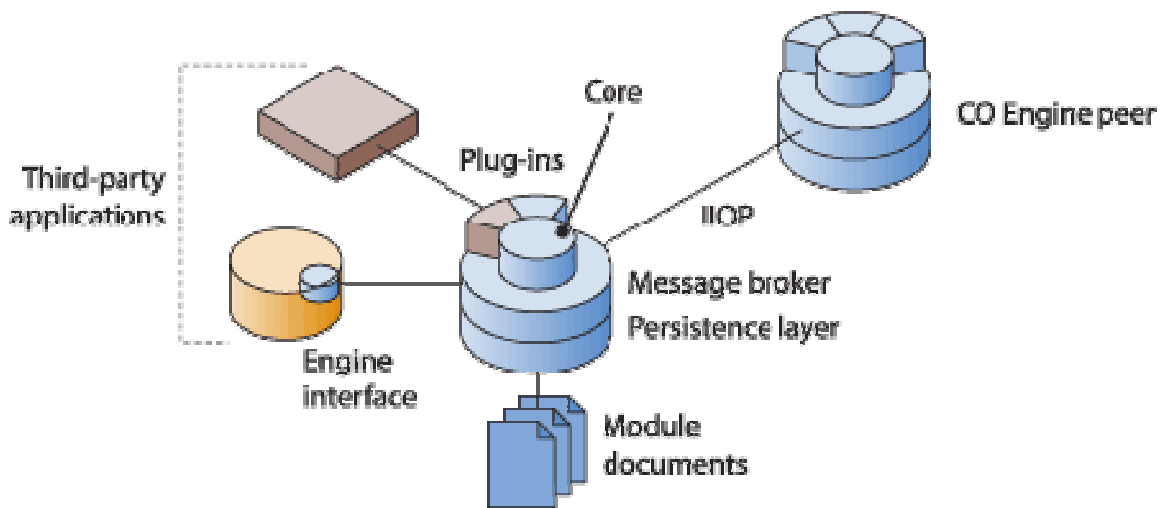 Core
CO Engine peer
Plug-ins
Third-party
applications
IIOP
Message broker
Persistence layer
Engine
interface
Module
documents